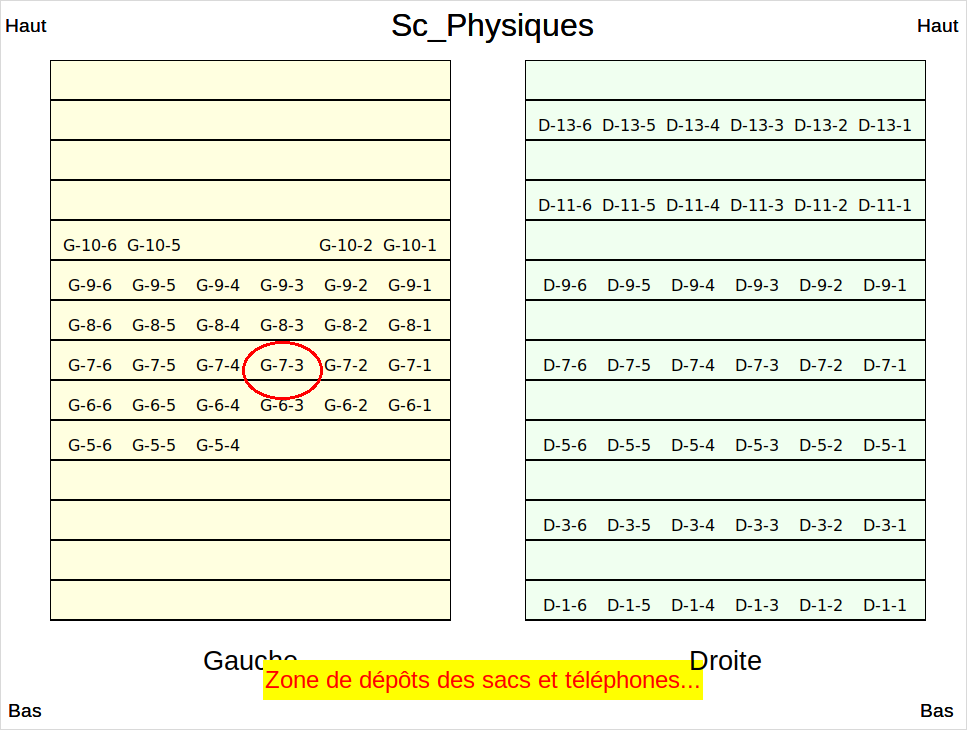 Sc_Physiques
Haut Haut
D-13-6 D-13-5 D-13-4 D-13-3 D-13-2 D-13-1
D-11-6 D-11-5 D-11-4 D-11-3 D-11-2 D-11-1
G-10-6 G-10-5 G-10-2 G-10-1
G-9-6 G-9-5 G-9-4 G-9-3 G-9-2 G-9-1 D-9-6 D-9-5 D-9-4 D-9-3 D-9-2 D-9-1
G-8-6 G-8-5 G-8-4 G-8-3 G-8-2 G-8-1
G-7-6 G-7-5 G-7-4 G-7-3 G-7-2 G-7-1 D-7-6 D-7-5 D-7-4 D-7-3 D-7-2 D-7-1
G-6-6 G-6-5 G-6-4 G-6-3 G-6-2 G-6-1
G-5-6 G-5-5 G-5-4 D-5-6 D-5-5 D-5-4 D-5-3 D-5-2 D-5-1
D-3-6 D-3-5 D-3-4 D-3-3 D-3-2 D-3-1
D-1-6 D-1-5 D-1-4 D-1-3 D-1-2 D-1-1
Gauche Droite
Zone de dépôts des sacs et téléphones...
Bas Bas